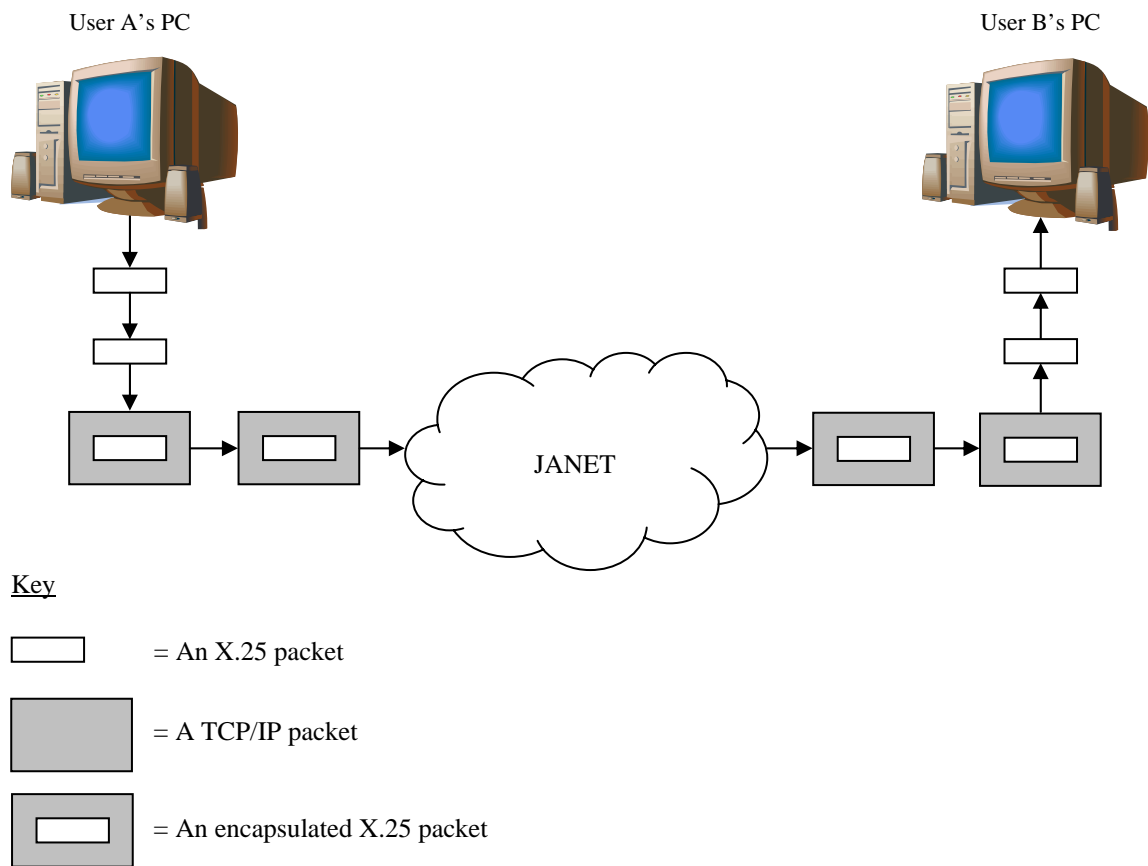 User A's PC
User B's PC
JANET
Key
= An X.25 packet
= A TCP/IP packet
= An encapsulated X.25 packet